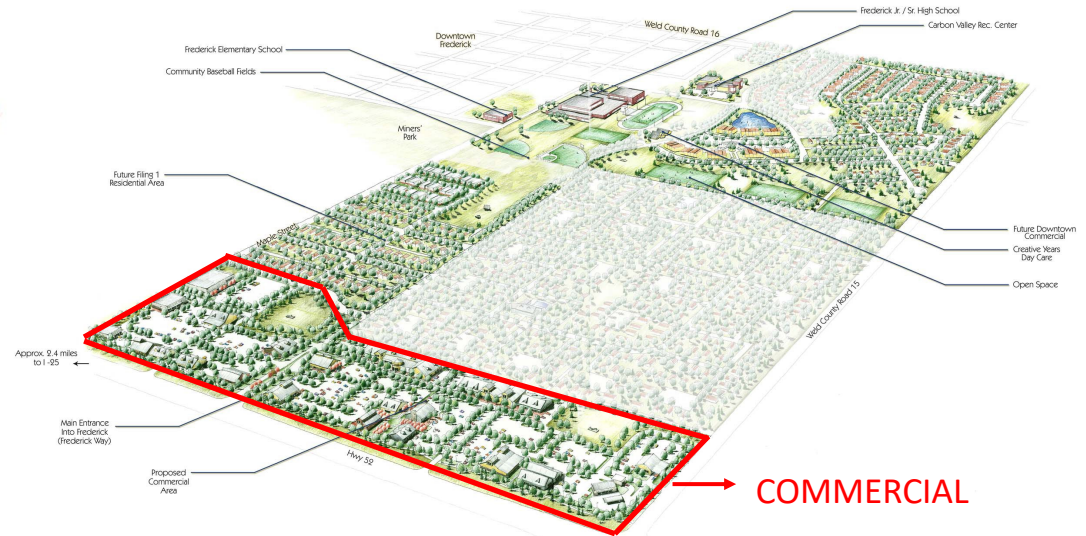 Frederick Jr. / Sr. High School
Weld County Road 16
Carbon Valley Rec. Center
Downtown
Frederick
Frederick Elementary School
Community Baseball Fields
Miners'
Park
Future Filing 1
Residential Area
Maple Street
Future Downtown
Commercial
Creative Years
Day Care
Open Space
Weld County Road 15
Approx. 2.4 miles
to I-25
Main Entrance
Into Frederick
(Frederick Way)
Hwy 52
Proposed
Commercial
Area
COMMERCIAL